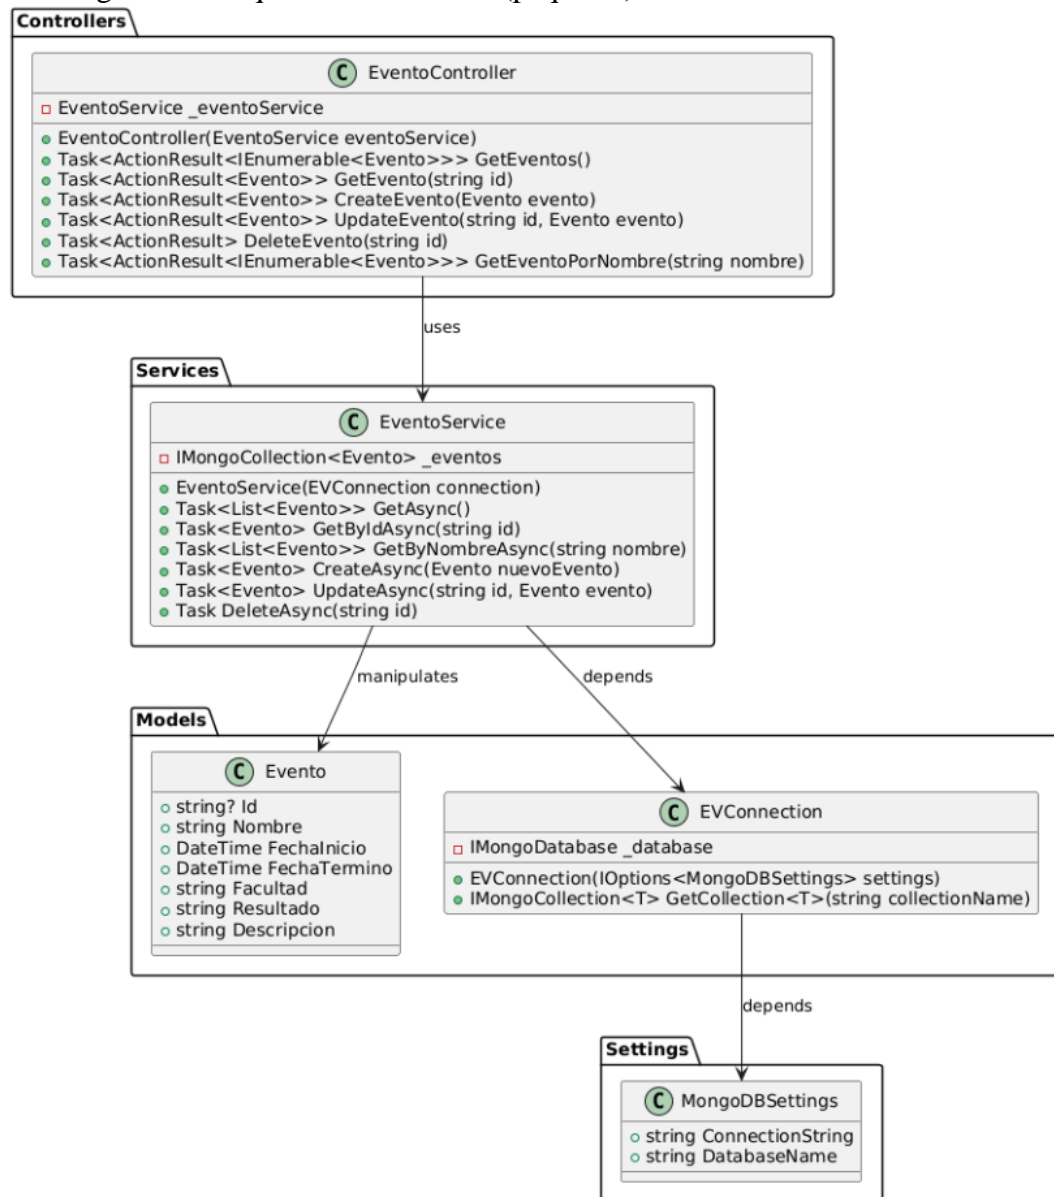 Controllers
C EventoController
EventoService _eventoService
EventoController(EventoService eventoService)
Task<ActionResult<IEnumerable<Evento>>> GetEventos()
Task<ActionResult<Evento>> GetEvento(string id)
Task<ActionResult<Evento>> CreateEvento(Evento evento)
Task<ActionResult<Evento>> UpdateEvento(string id, Evento evento)
Task<ActionResult> DeleteEvento(string id)
Task<ActionResult<IEnumerable<Evento>>> GetEventoPorNombre(string nombre)
uses
Services
C EventoService
IMongoCollection<Evento> _eventos
EventoService(EVConnection connection)
Task<List<Evento>> GetAsync()
Task<Evento> GetByIdAsync(string id)
Task<List<Evento>> GetByNombreAsync(string nombre)
Task<Evento> CreateAsync(Evento nuevoEvento)
Task<Evento> UpdateAsync(string id, Evento evento)
Task DeleteAsync(string id)
manipulates
depends
Models
C Evento
string? Id
string Nombre
DateTime FechaInicio
DateTime FechaTermino
string Facultad
string Resultado
string Descripcion
C EVConnection
IMongoDatabase _database
EVConnection(IOptions<MongoDBSettings> settings)
IMongoCollection<T> GetCollection<T>(string collectionName)
depends
Settings
C MongoDBSettings
string ConnectionString
string DatabaseName